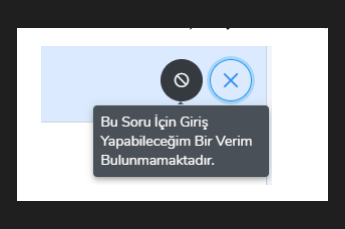 Bu Soru İçin Giriş
Yapabileceğim Bir Verim
Bulunmamaktadır.